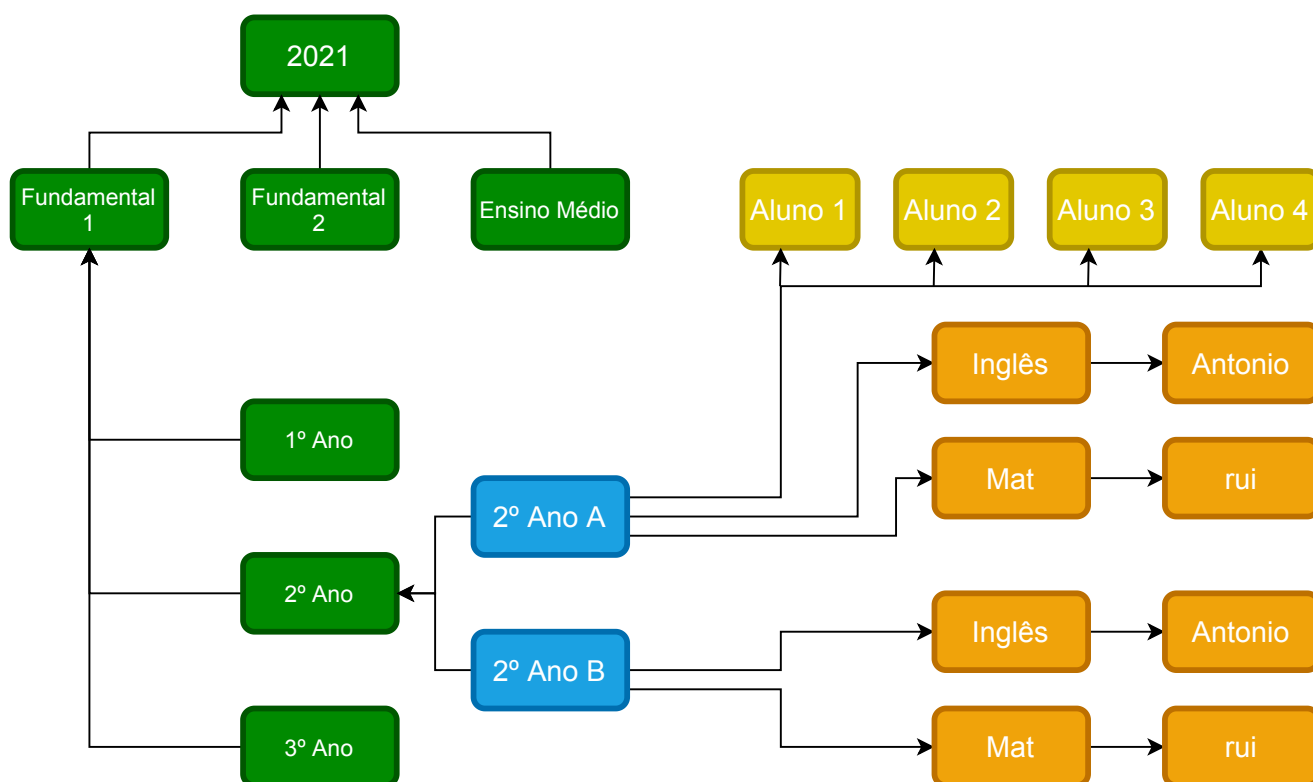 2021
Fundamental
1
Fundamental
2
Ensino Médio
Aluno 1
Aluno 2
Aluno 3
Aluno 4
Inglês
Antonio
1º Ano
Mat
rui
2º Ano A
2º Ano
Inglês
Antonio
2º Ano B
3º Ano
Mat
rui